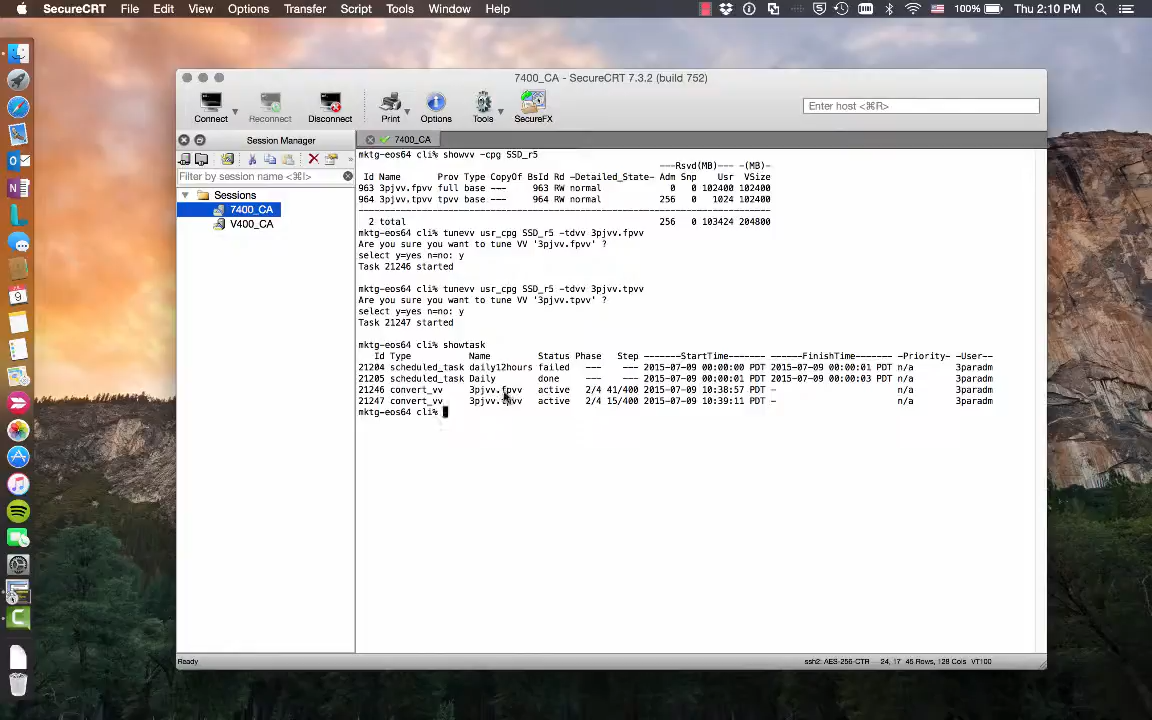 SecureCRT File Edit View Options Transfer Script Tools Window Help 100% Thu 2:10 PM
7400_CA - SecureCRT 7.3.2 (build 752)
Connect Reconnect Disconnect Print Options Tools SecureFX
Enter host <⌘R>
Session Manager
Filter by session name <⌘I>
Sessions
7400_CA
V400_CA
7400_CA
mktg-eos64 cli% showvv -cpg SSD_r5
---Rsvd(MB)--- -(MB)-
Id Name Prov Type CopyOf BsId Rd -Detailed_State- Adm Snp Usr VSize
963 3pjvv.fpvv full base --- 963 RW normal 0 0 102400 102400
964 3pjvv.tpvv tpvv base --- 964 RW normal 256 0 1024 102400
------------------------------------------------------------------------
2 total 256 0 103424 204800
mktg-eos64 cli% tunevv usr_cpg SSD_r5 -tdvv 3pjvv.fpvv
Are you sure you want to tune VV '3pjvv.fpvv' ?
select y=yes n=no: y
Task 21246 started
mktg-eos64 cli% tunevv usr_cpg SSD_r5 -tdvv 3pjvv.tpvv
Are you sure you want to tune VV '3pjvv.tpvv' ?
select y=yes n=no: y
Task 21247 started
mktg-eos64 cli% showtask
Id Type Name Status Phase Step -------StartTime------- ------FinishTime------- -Priority- -User--
21204 scheduled_task daily12hours failed --- --- 2015-07-09 00:00:00 PDT 2015-07-09 00:00:01 PDT n/a 3paradm
21205 scheduled_task Daily done --- --- 2015-07-09 00:00:01 PDT 2015-07-09 00:00:03 PDT n/a 3paradm
21246 convert_vv 3pjvv.fpvv active 2/4 41/400 2015-07-09 10:38:57 PDT - n/a 3paradm
21247 convert_vv 3pjvv.tpvv active 2/4 15/400 2015-07-09 10:39:11 PDT - n/a 3paradm
mktg-eos64 cli%
Ready ssh2: AES-256-CTR - 24, 17 45 Rows, 128 Cols VT100